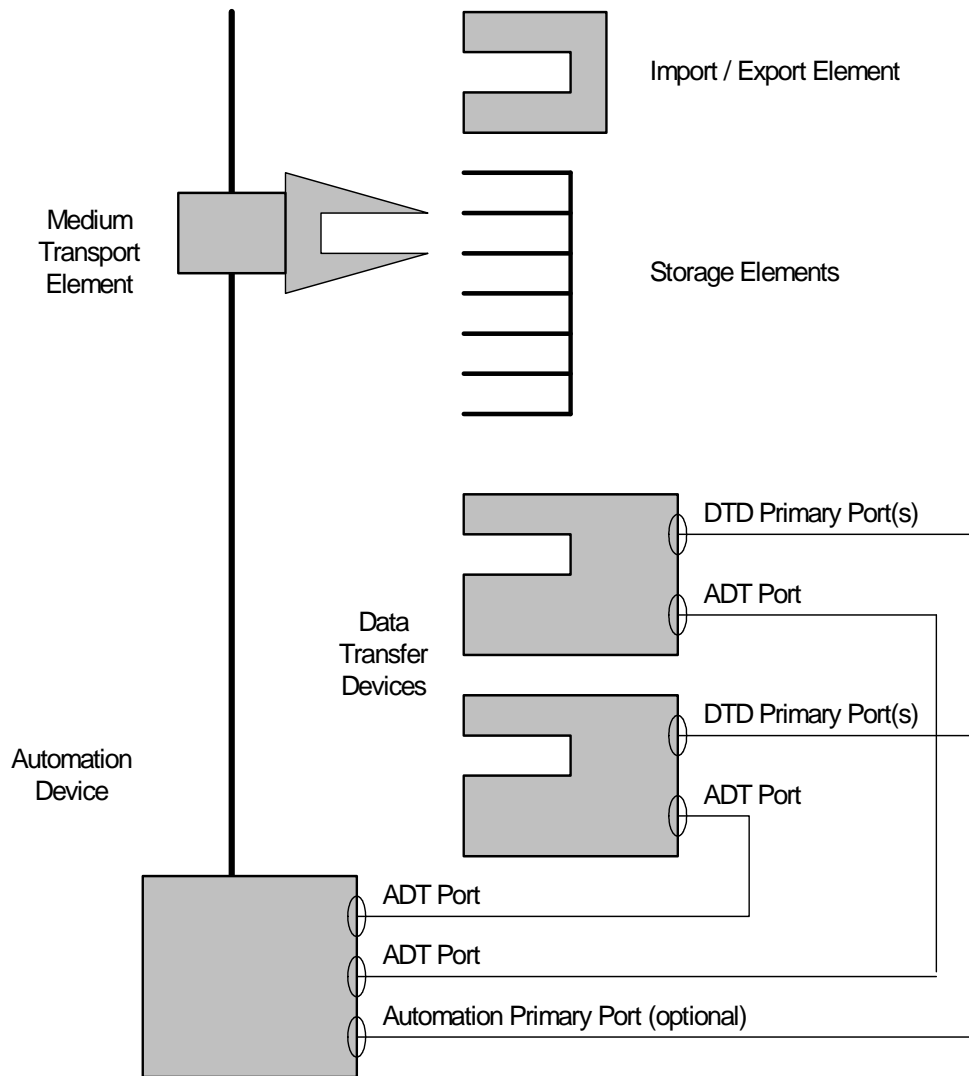 Import / Export Element
Medium
Transport
Element
Storage Elements
DTD Primary Port(s)
ADT Port
Data
Transfer
Devices
DTD Primary Port(s)
ADT Port
Automation
Device
ADT Port
ADT Port
Automation Primary Port (optional)